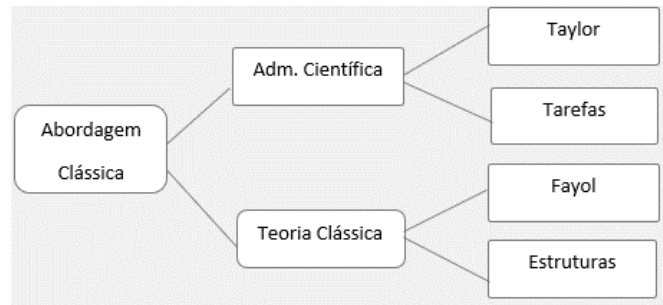 Abordagem
Clássica
Adm. Científica
Taylor
Tarefas
Teoria Clássica
Fayol
Estruturas